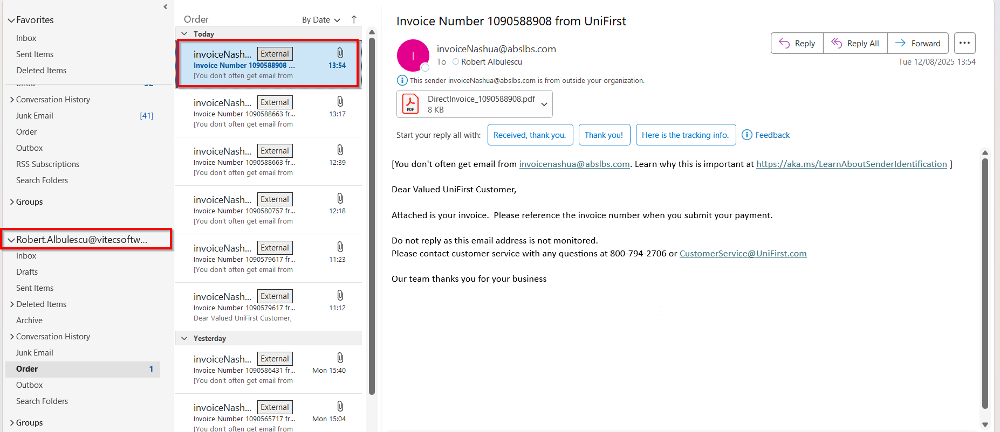 Favorites
Inbox
Sent Items
Deleted Items
Conversation History
Junk Email [41]
Order
Outbox
RSS Subscriptions
Search Folders
Groups
Robert.Albulescu@vitecsoftw...
Inbox
Drafts
Sent Items
Deleted Items
Archive
Conversation History
Junk Email
Order 1
Outbox
Search Folders
Groups
Order By Date
Today
invoiceNash... External
Invoice Number 1090588908 ... 13:54
[You don't often get email from
invoiceNash... External
Invoice Number 1090588663 fr... 13:17
[You don't often get email from
invoiceNash... External
Invoice Number 1090588663 fr... 12:39
[You don't often get email from
invoiceNash... External
Invoice Number 1090580757 fr... 12:18
[You don't often get email from
invoiceNash... External
Invoice Number 1090579617 fr... 11:23
[You don't often get email from
invoiceNash... External
Invoice Number 1090579617 fr... 11:12
Dear Valued UniFirst Customer,
Yesterday
invoiceNash... External
Invoice Number 1090586431 fr... Mon 15:40
[You don't often get email from
invoiceNash... External
Invoice Number 1090565717 fr... Mon 15:04
[You don't often get email from
Invoice Number 1090588908 from UniFirst
I
invoiceNashua@abslbs.com
To Robert Albulescu
Reply Reply All Forward
Tue 12/08/2025 13:54
This sender invoiceNashua@abslbs.com is from outside your organization.
PDF
DirectInvoice_1090588908.pdf
8 KB
Start your reply all with: Received, thank you. Thank you! Here is the tracking info. Feedback
[You don't often get email from invoicenashua@abslbs.com. Learn why this is important at https://aka.ms/LearnAboutSenderIdentification ]
Dear Valued UniFirst Customer,
Attached is your invoice. Please reference the invoice number when you submit your payment.
Do not reply as this email address is not monitored.
Please contact customer service with any questions at 800-794-2706 or CustomerService@UniFirst.com
Our team thanks you for your business